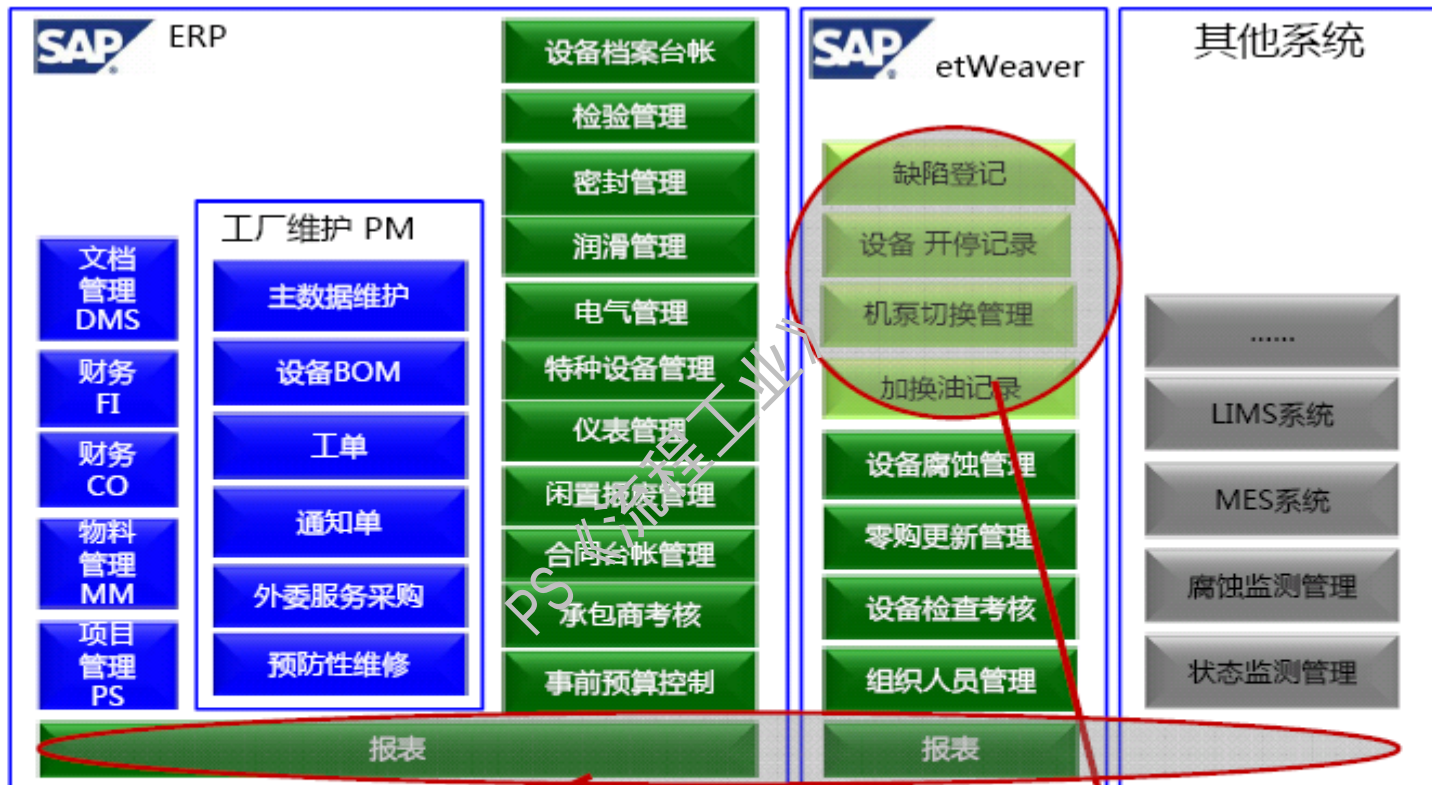 SAP ERP
文档
管理
DMS
财务
FI
财务
CO
物料
管理
MM
项目
管理
PS
工厂维护 PM
主数据维护
设备BOM
工单
通知单
外委服务采购
预防性维修
设备档案台帐
检验管理
密封管理
润滑管理
电气管理
特种设备管理
仪表管理
闲置报废管理
合同台帐管理
承包商考核
事前预算控制
报表
SAP etWeaver
缺陷登记
设备 开停记录
机泵切换管理
加换油记录
设备腐蚀管理
零购更新管理
设备检查考核
组织人员管理
报表
其他系统
......
LIMS系统
MES系统
腐蚀监测管理
状态监测管理
PS《流程工业》